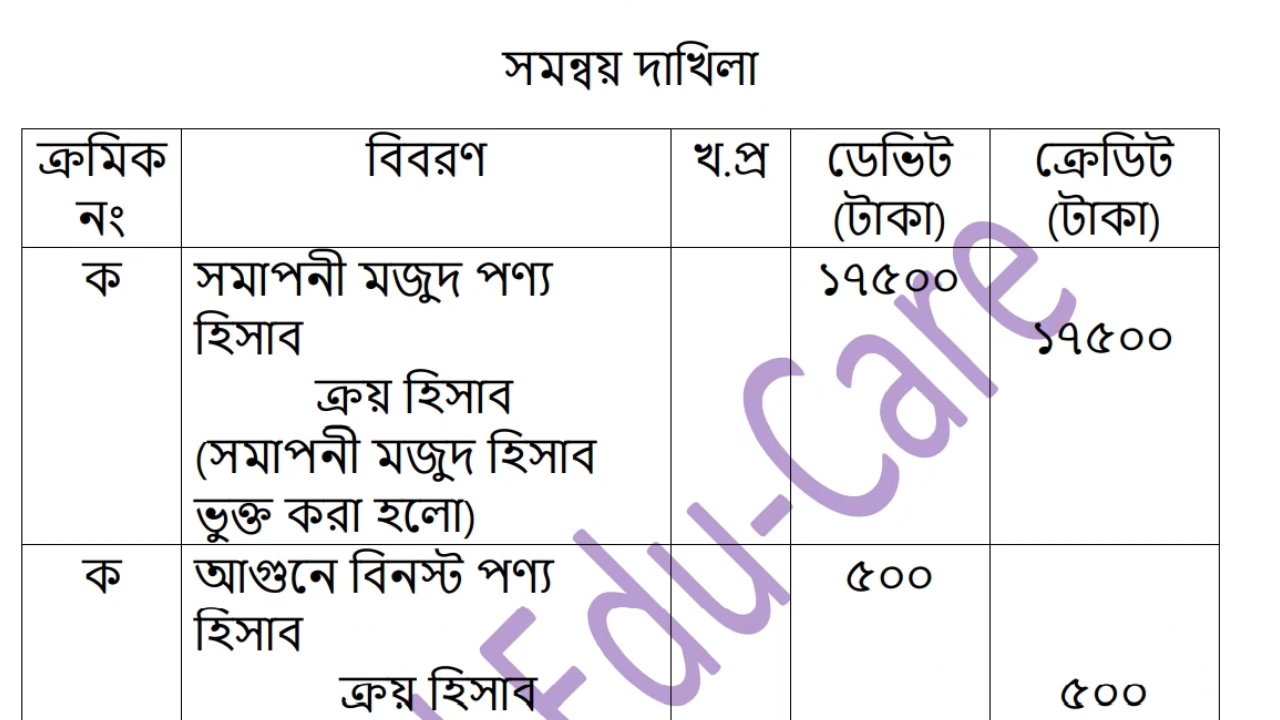 সমন্বয় দাখিলা
ক্রমিক নং বিবরণ খ.প্র ডেভিট (টাকা) ক্রেডিট (টাকা)
ক সমাপনী মজুদ পণ্য ১৭৫০০
হিসাব ১৭৫০০
ক্রয় হিসাব
(সমাপনী মজুদ হিসাব
ভুক্ত করা হলো)
ক আগুনে বিনস্ট পণ্য ৫০০
হিসাব
ক্রয় হিসাব ৫০০
Edu-Care